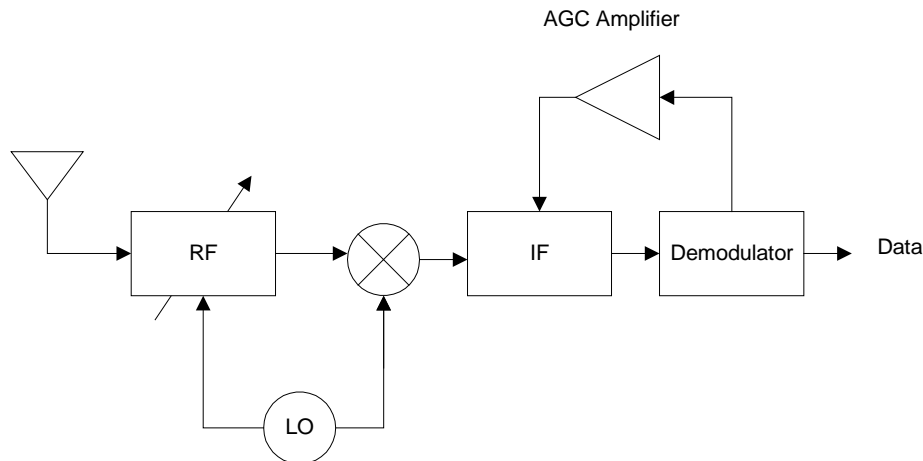 AGC Amplifier
RF
IF
Demodulator
Data
LO